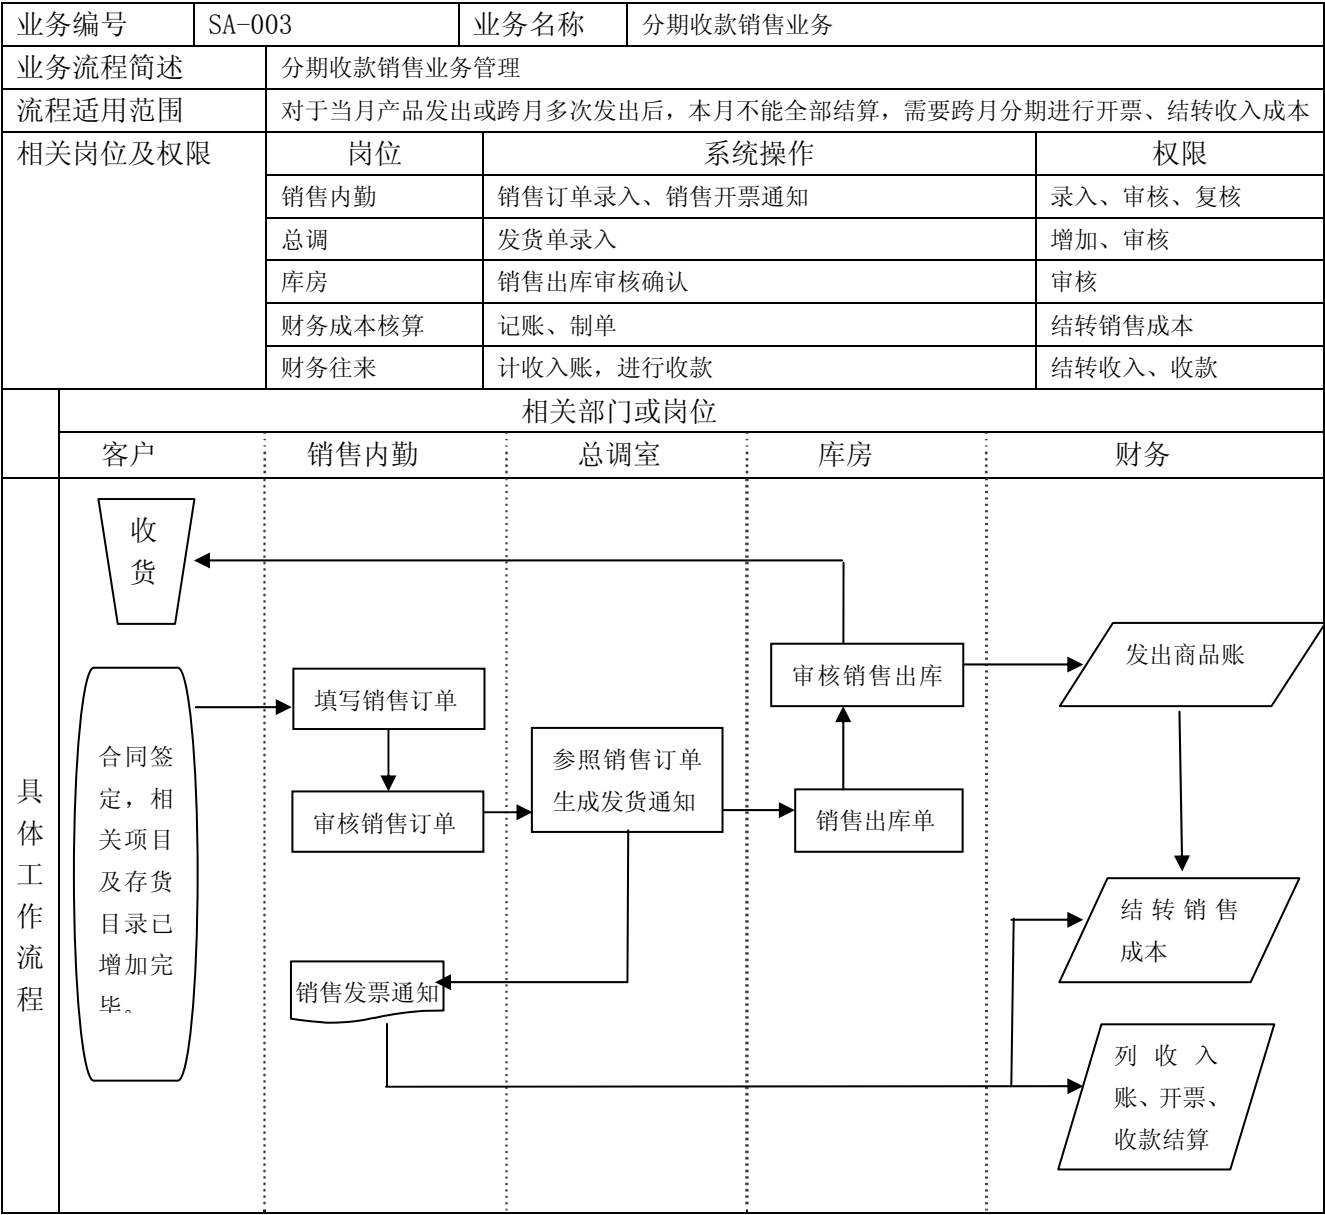 业务编号 SA-003 业务名称 分期收款销售业务
业务流程简述 分期收款销售业务管理
流程适用范围 对于当月产品发出或跨月多次发出后，本月不能全部结算，需要跨月分期进行开票、结转收入成本
相关岗位及权限 岗位 系统操作 权限
销售内勤 销售订单录入、销售开票通知 录入、审核、复核
总调 发货单录入 增加、审核
库房 销售出库审核确认 审核
财务成本核算 记账、制单 结转销售成本
财务往来 计收入账，进行收款 结转收入、收款
相关部门或岗位
客户 销售内勤 总调室 库房 财务
具
体
工
作
流
程
收
货
合同签
定，相
关项目
及存货
目录已
增加完
毕。
填写销售订单
审核销售订单
参照销售订单
生成发货通知
销售出库单
审核销售出库
发出商品账
结转销售
成本
销售发票通知
列收入
账、开票、
收款结算